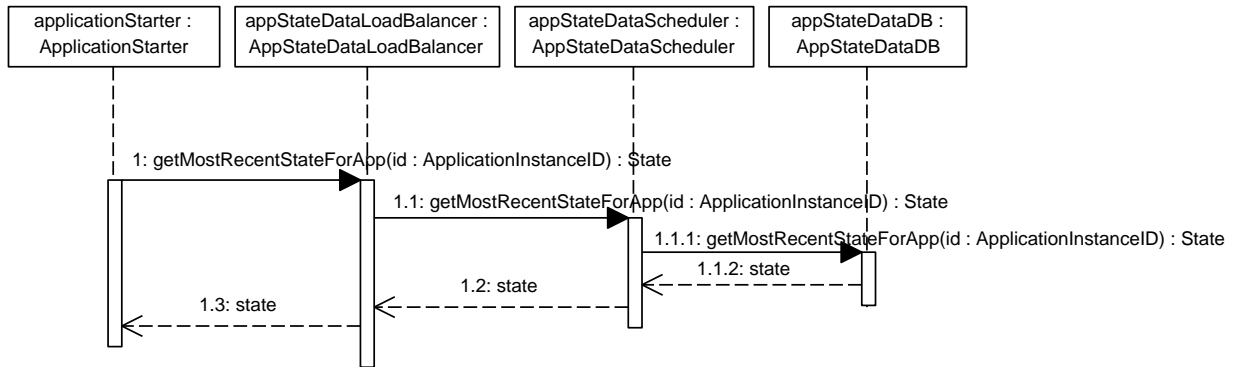 applicationStarter :
ApplicationStarter
appStateDataLoadBalancer :
AppStateDataLoadBalancer
appStateDataScheduler :
AppStateDataScheduler
appStateDataDB :
AppStateDataDB
1: getMostRecentStateForApp(id : ApplicationInstanceID) : State
1.1: getMostRecentStateForApp(id : ApplicationInstanceID) : State
1.1.1: getMostRecentStateForApp(id : ApplicationInstanceID) : State
1.1.2: state
1.2: state
1.3: state